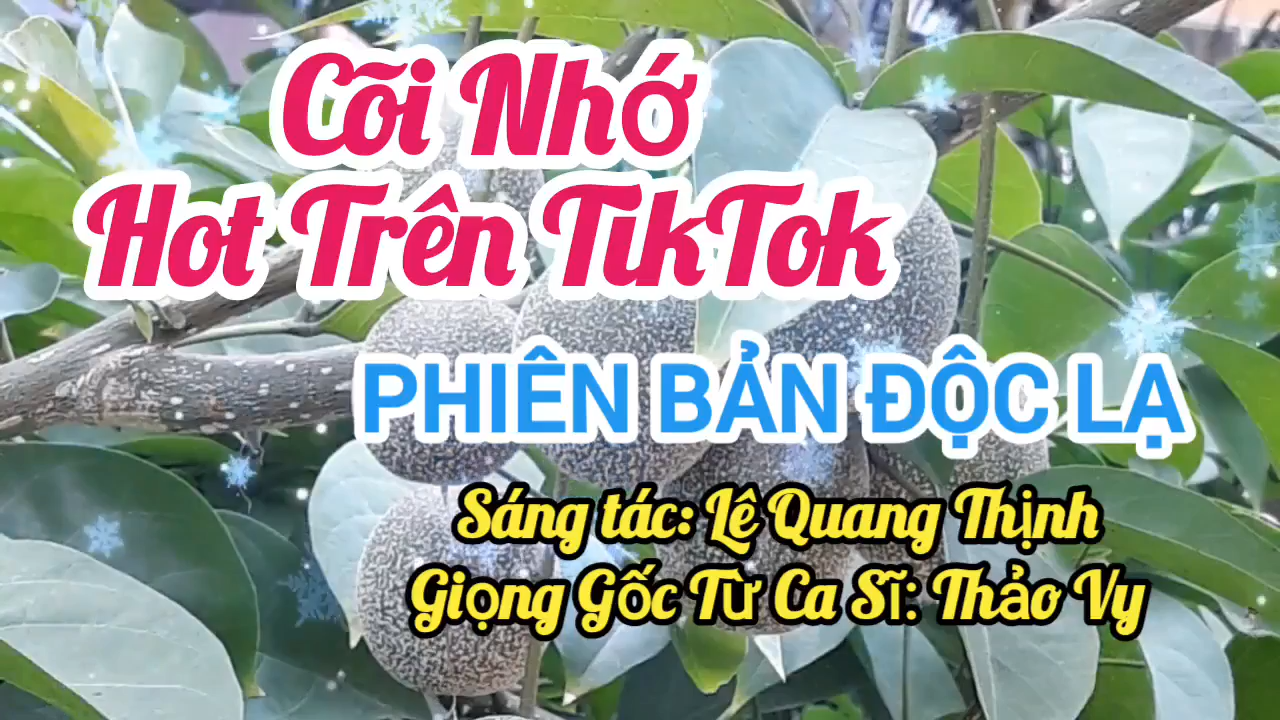 Cõi Nhớ
Hot Trên TikTok
PHIÊN BẢN ĐỘC LẠ
Sáng tác: Lê Quang Thịnh
Giọng Gốc Từ Ca Sĩ: Thảo Vy